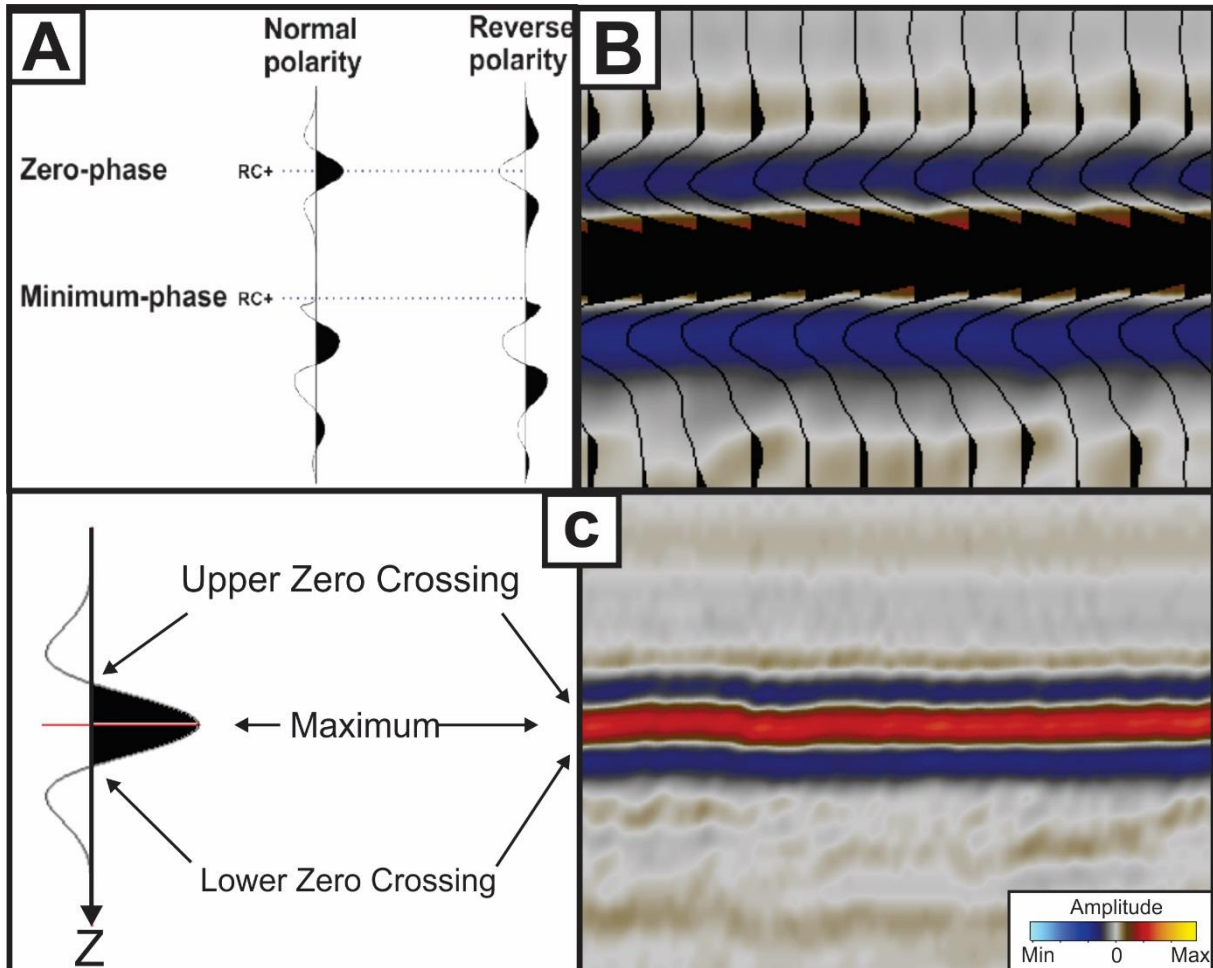 A
Normal
polarity
Reverse
polarity
Zero-phase
RC+
Minimum-phase
RC+
B
c
Upper Zero Crossing
Maximum
Lower Zero Crossing
Z
Amplitude
Min 0 Max